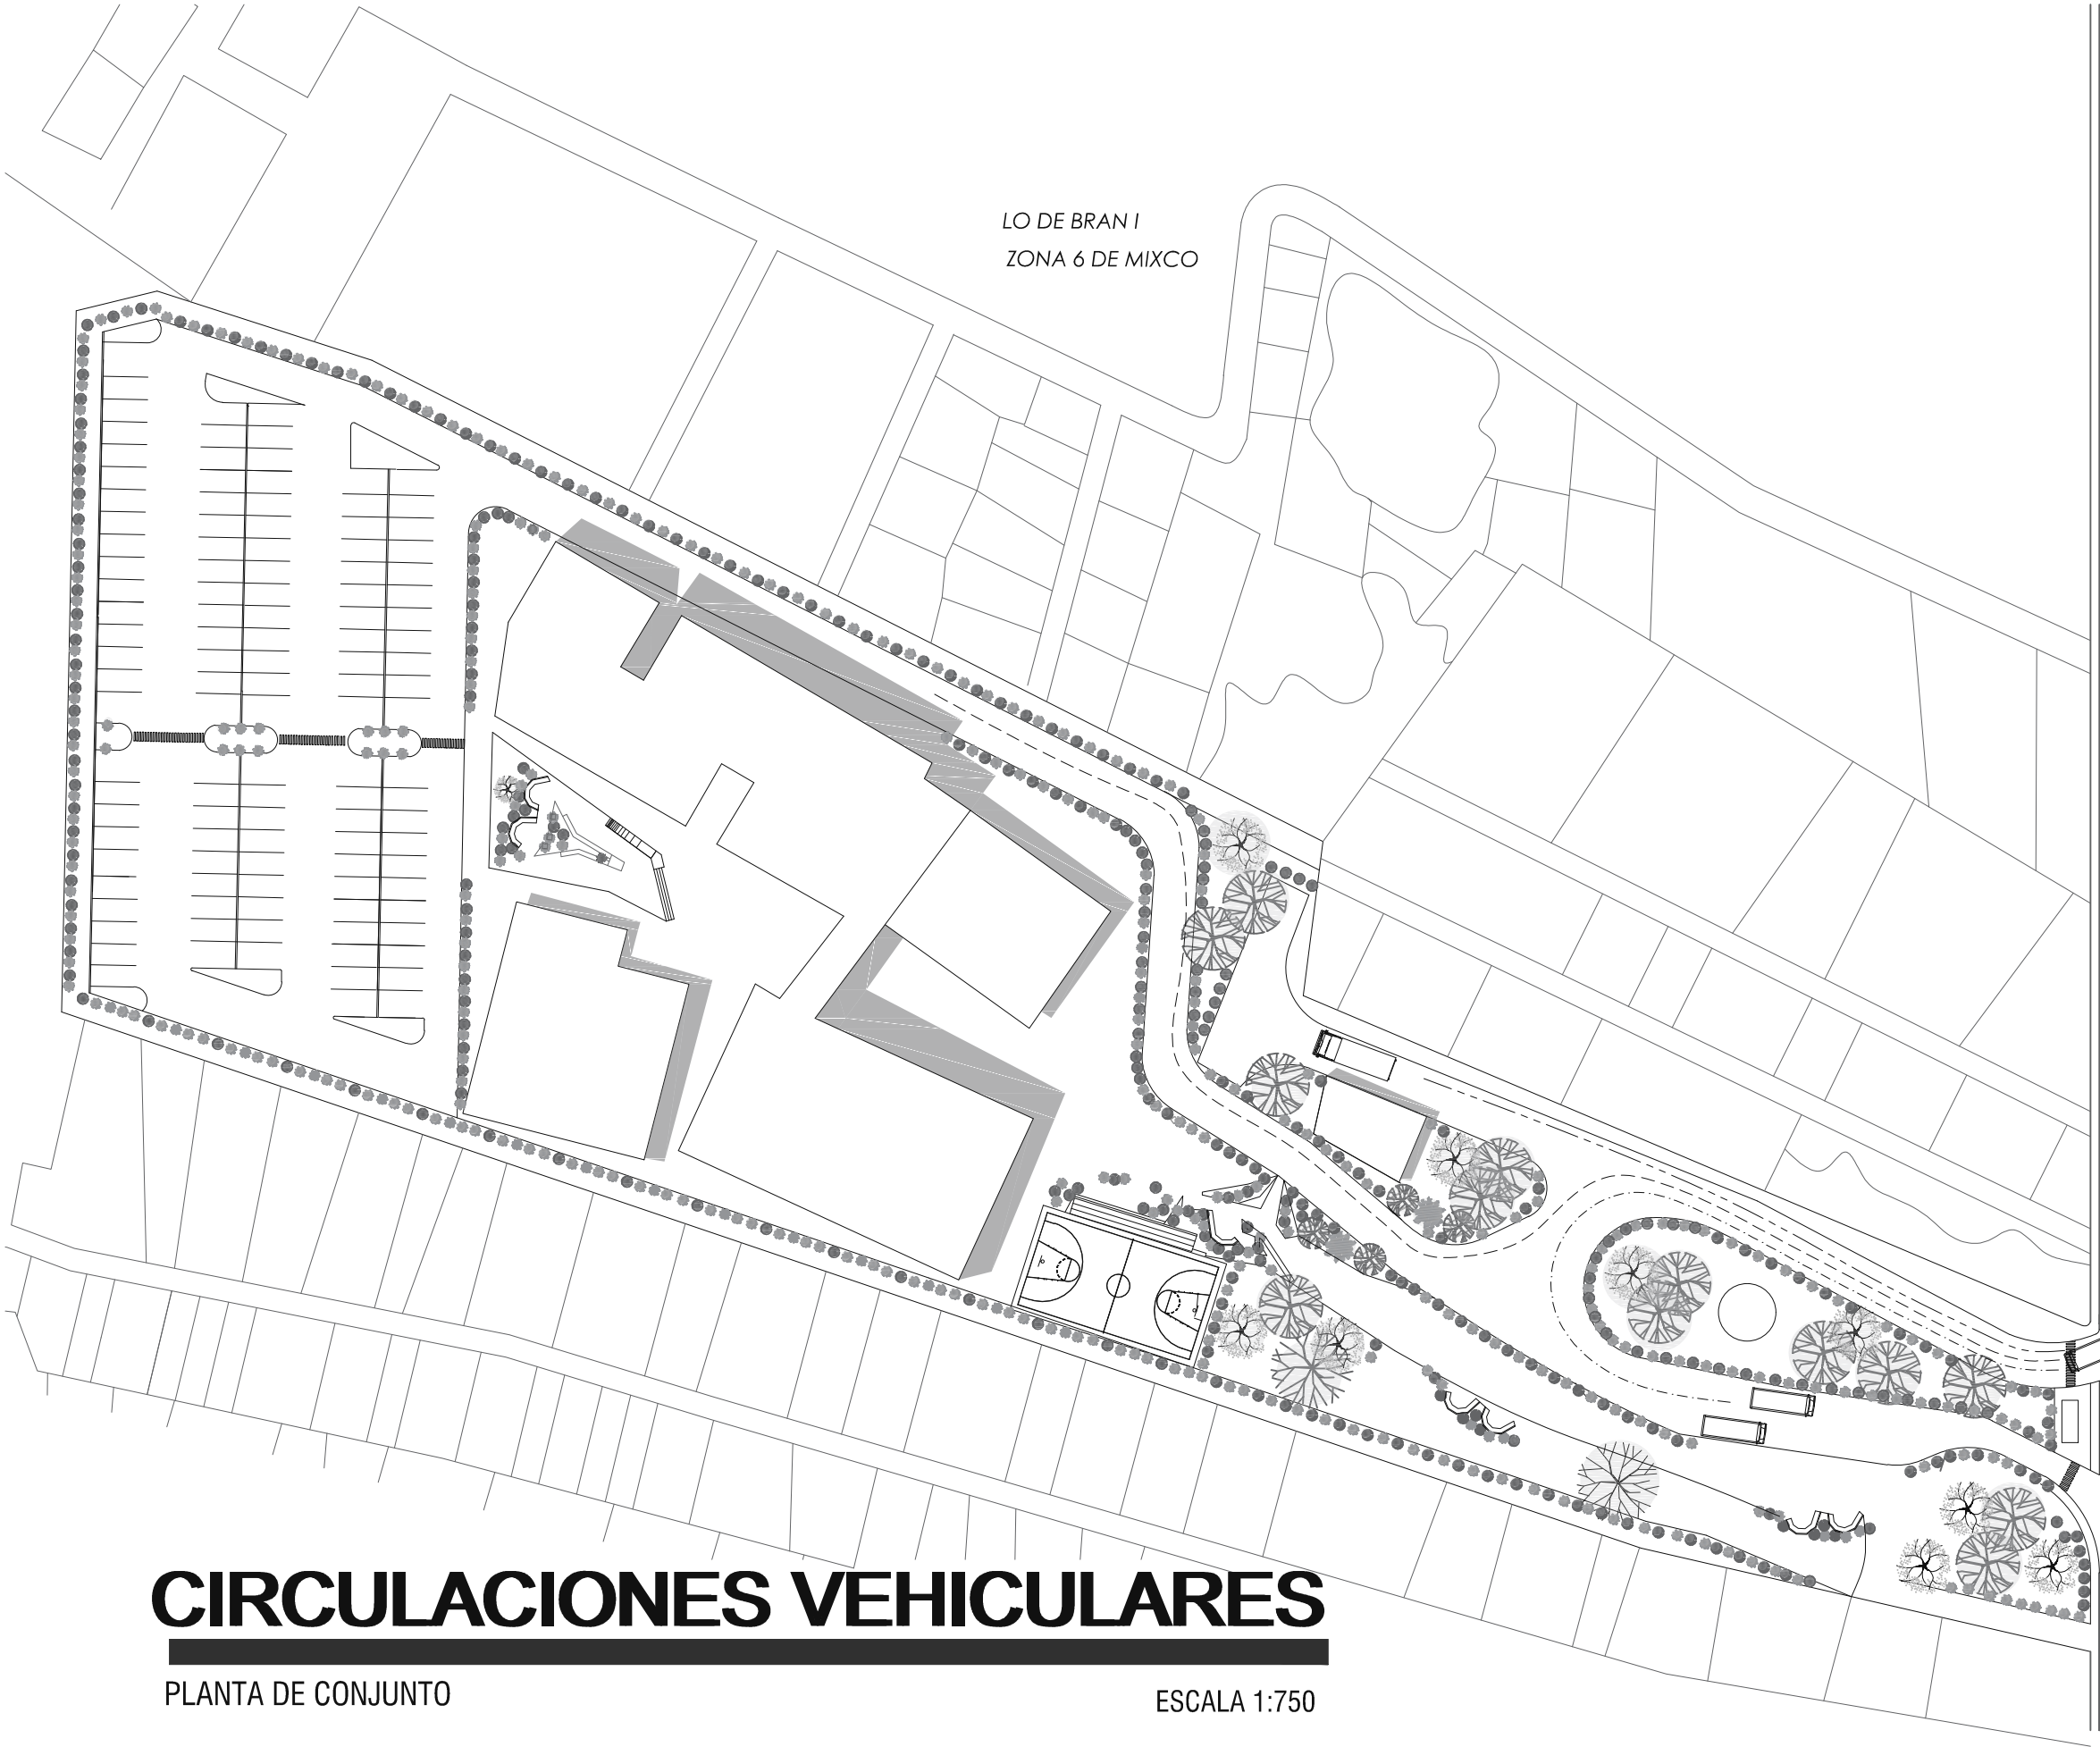 LO DE BRAN I
ZONA 6 DE MIXCO
CIRCULACIONES VEHICULARES
PLANTA DE CONJUNTO
ESCALA 1:750